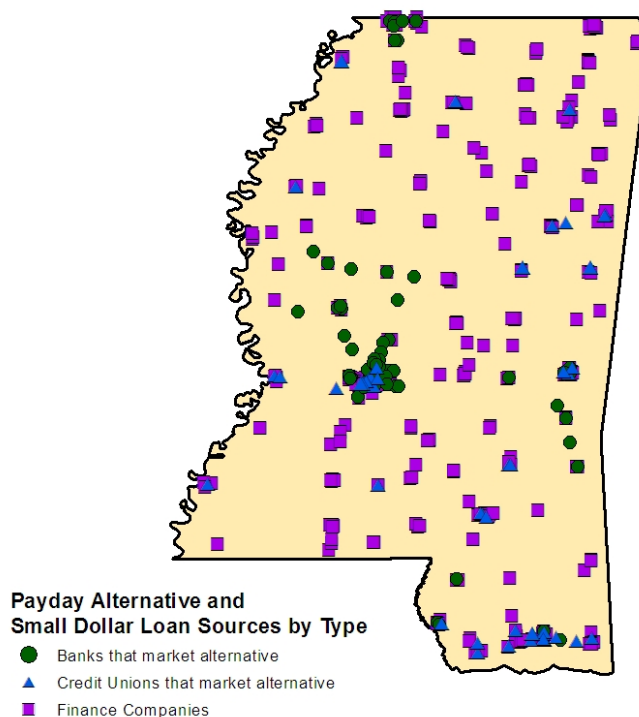 Payday Alternative and
Small Dollar Loan Sources by Type
Banks that market alternative
Credit Unions that market alternative
Finance Companies